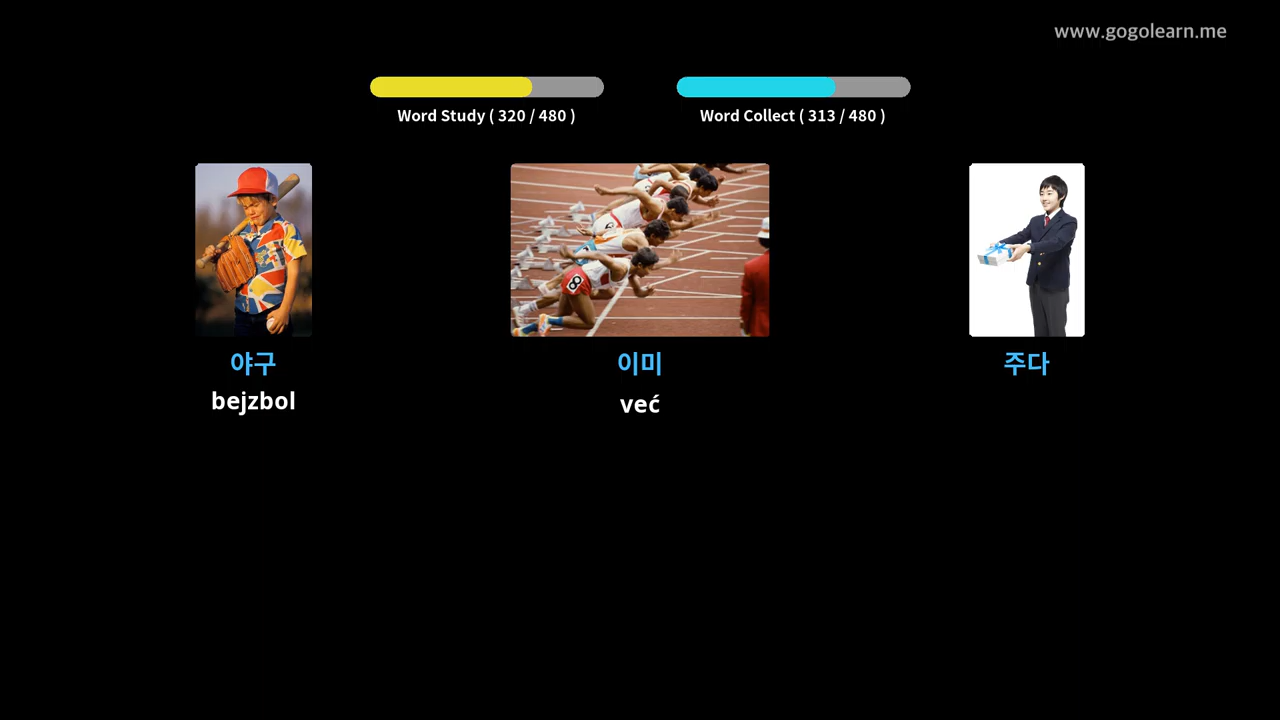 www.gogolearn.me
Word Study ( 320 / 480 )
Word Collect ( 313 / 480 )
8
야구
이미
주다
bejzbol
već